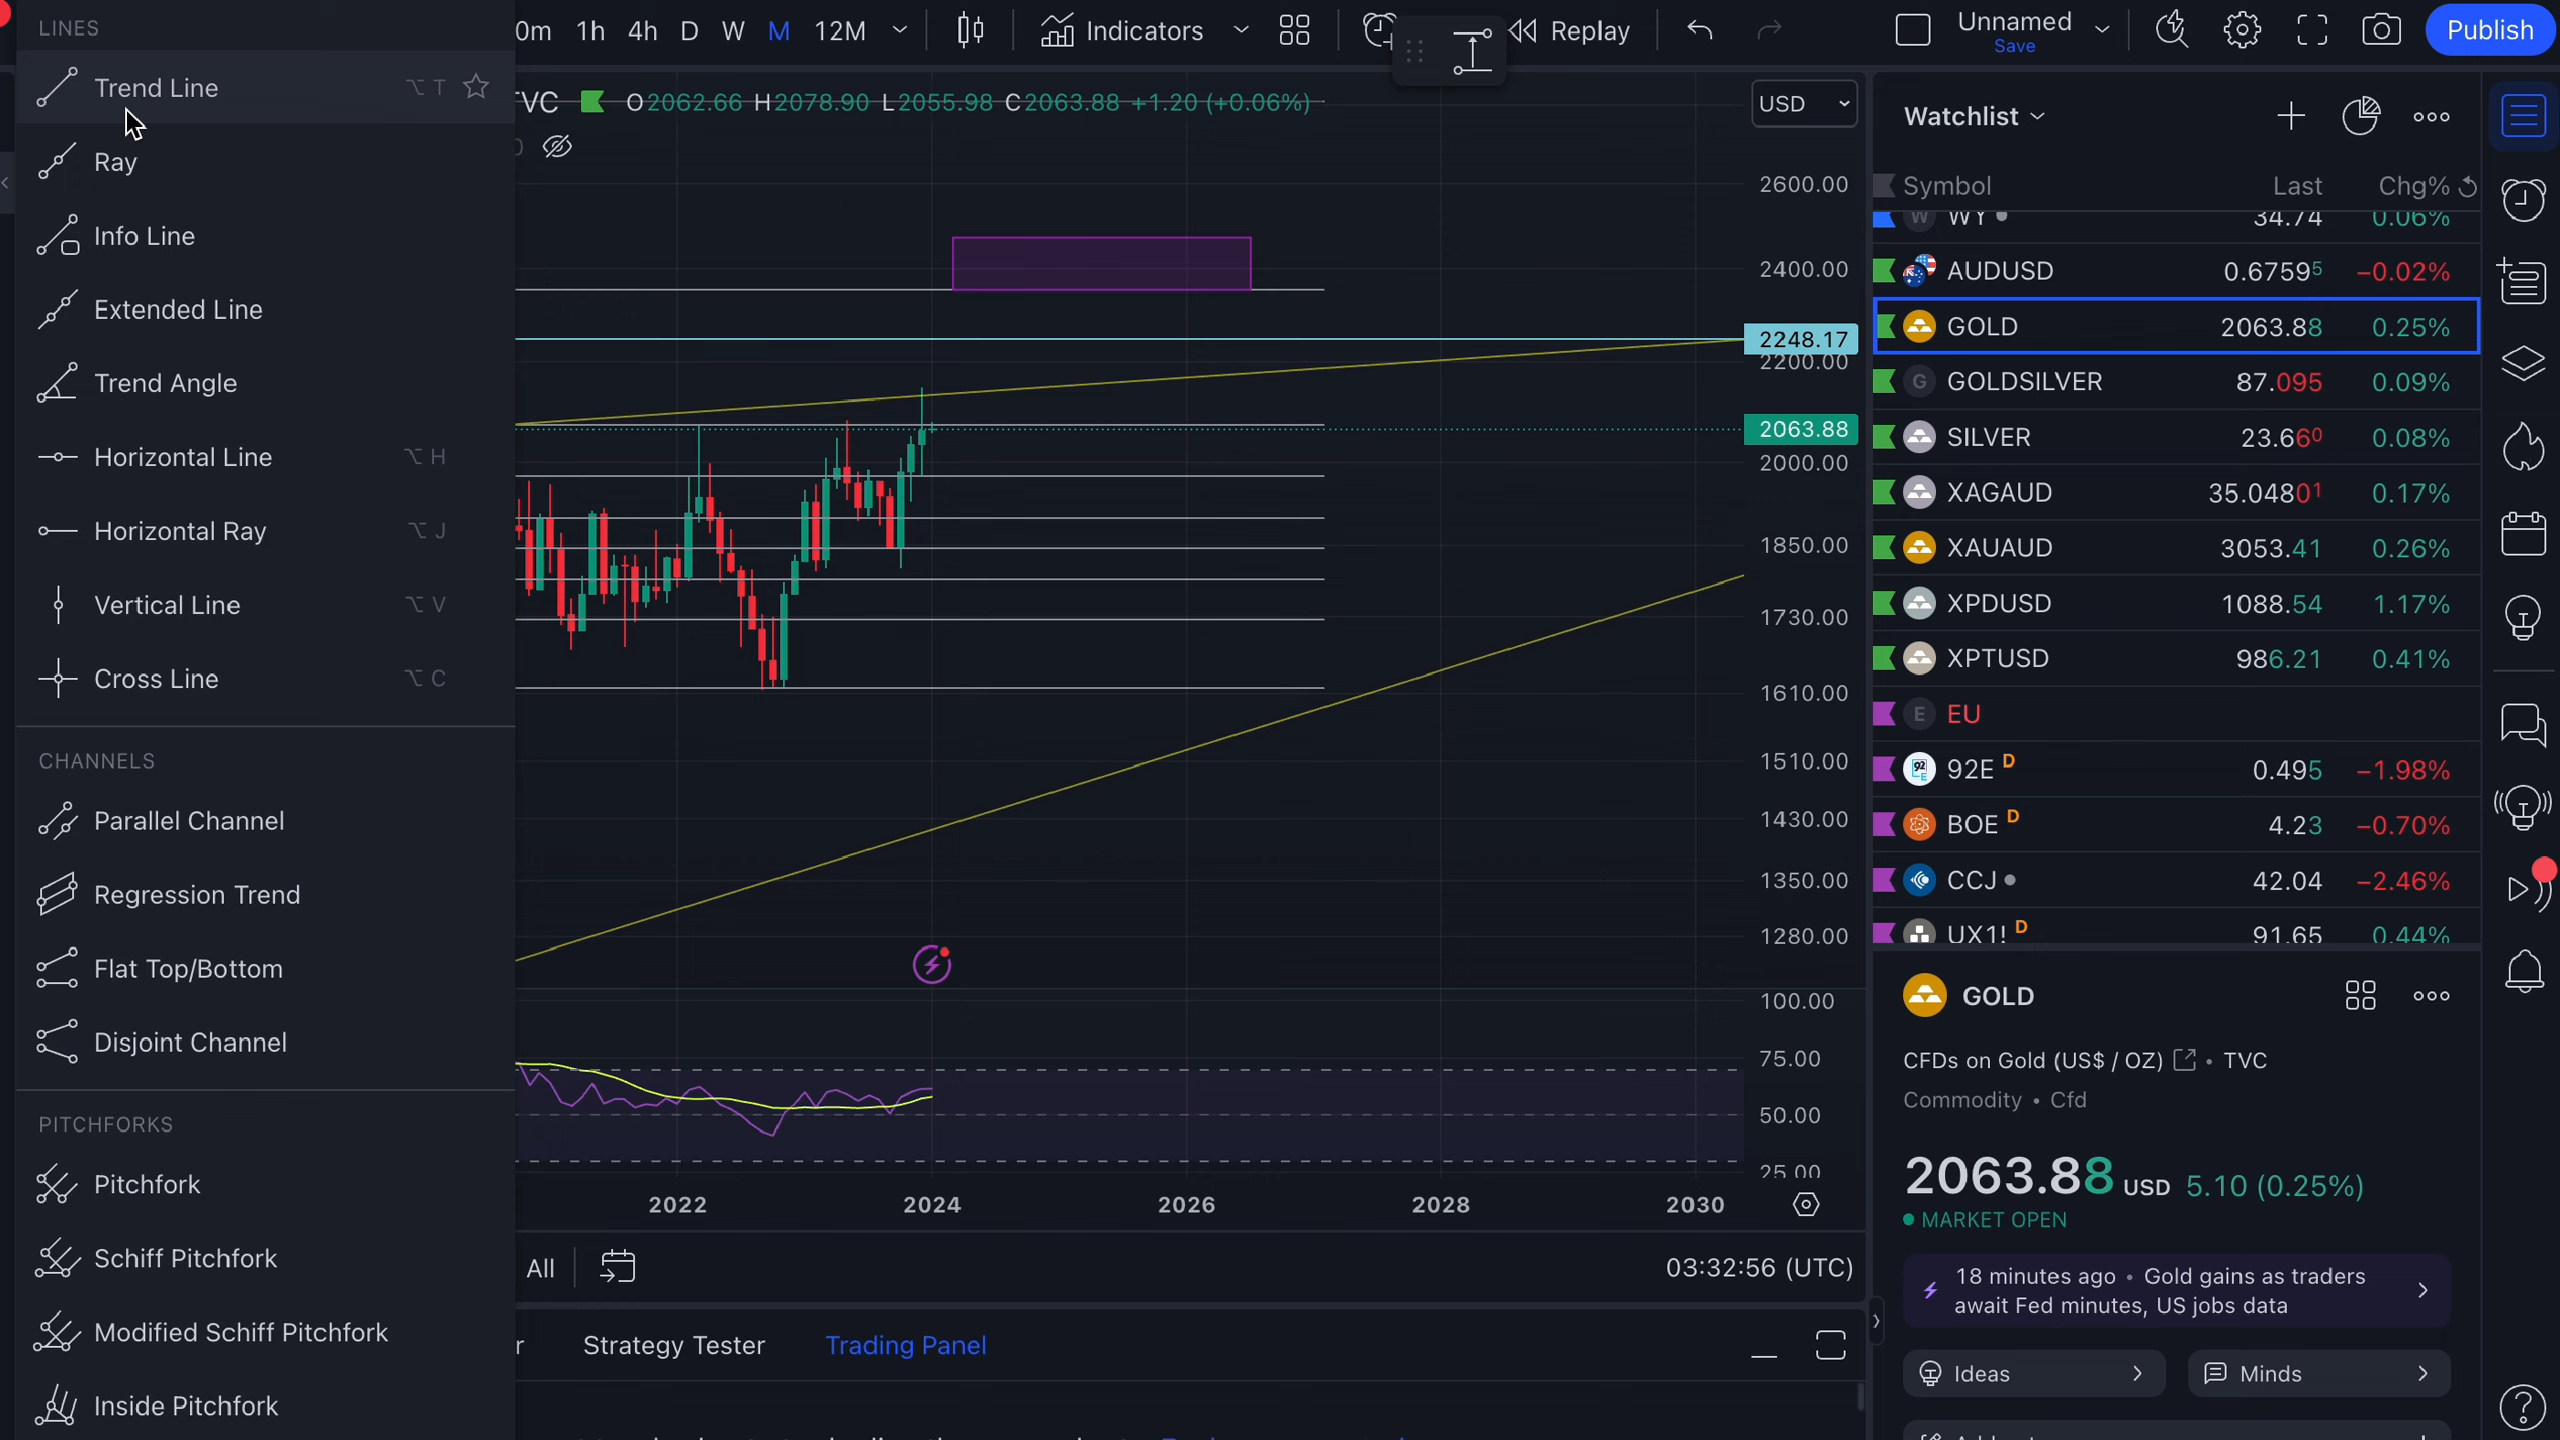 LINES
Trend Line ⌥ T
Ray
Info Line
Extended Line
Trend Angle
Horizontal Line ⌥ H
Horizontal Ray ⌥ J
Vertical Line ⌥ V
Cross Line ⌥ C
CHANNELS
Parallel Channel
Regression Trend
Flat Top/Bottom
Disjoint Channel
PITCHFORKS
Pitchfork
Schiff Pitchfork
Modified Schiff Pitchfork
Inside Pitchfork
0m 1h 4h D W M 12M Indicators Replay Unnamed Publish
Save
TVC O2062.66 H2078.90 L2055.98 C2063.88 +1.20 (+0.06%) USD
2600.00
2400.00
2248.17
2200.00
2063.88
2000.00
1850.00
1730.00
1610.00
1510.00
1430.00
1350.00
1280.00
100.00
75.00
50.00
25.00
2022 2024 2026 2028 2030
All 03:32:56 (UTC)
r Strategy Tester Trading Panel
Watchlist
Symbol Last Chg%
WY 34.74 0.06%
AUDUSD 0.67595 −0.02%
GOLD 2063.88 0.25%
G GOLDSILVER 87.095 0.09%
SILVER 23.660 0.08%
XAGAUD 35.04801 0.17%
XAUAUD 3053.41 0.26%
XPDUSD 1088.54 1.17%
XPTUSD 986.21 0.41%
E EU
92E D 0.495 −1.98%
BOE D 4.23 −0.70%
CCJ 42.04 −2.46%
UX1! D 91.65 0.44%
GOLD
CFDs on Gold (US$ / OZ) • TVC
Commodity • Cfd
2063.88 USD 5.10 (0.25%)
MARKET OPEN
18 minutes ago • Gold gains as traders
await Fed minutes, US jobs data
Ideas Minds